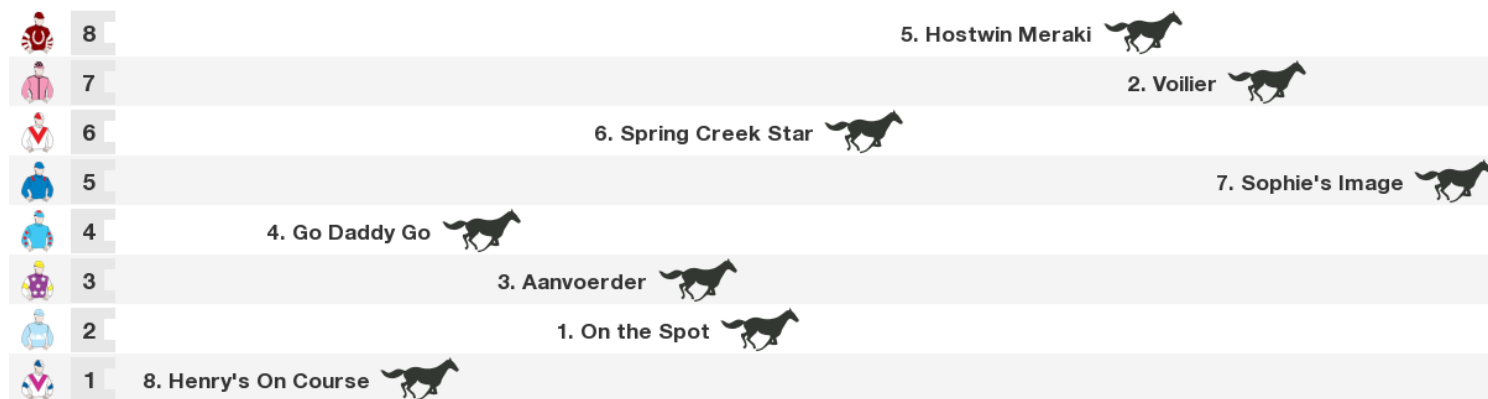 8 5. Hostwin Meraki
7 2. Voilier
6 6. Spring Creek Star
5 7. Sophie's Image
4 4. Go Daddy Go
3 3. Aanvoerder
2 1. On the Spot
1 8. Henry's On Course